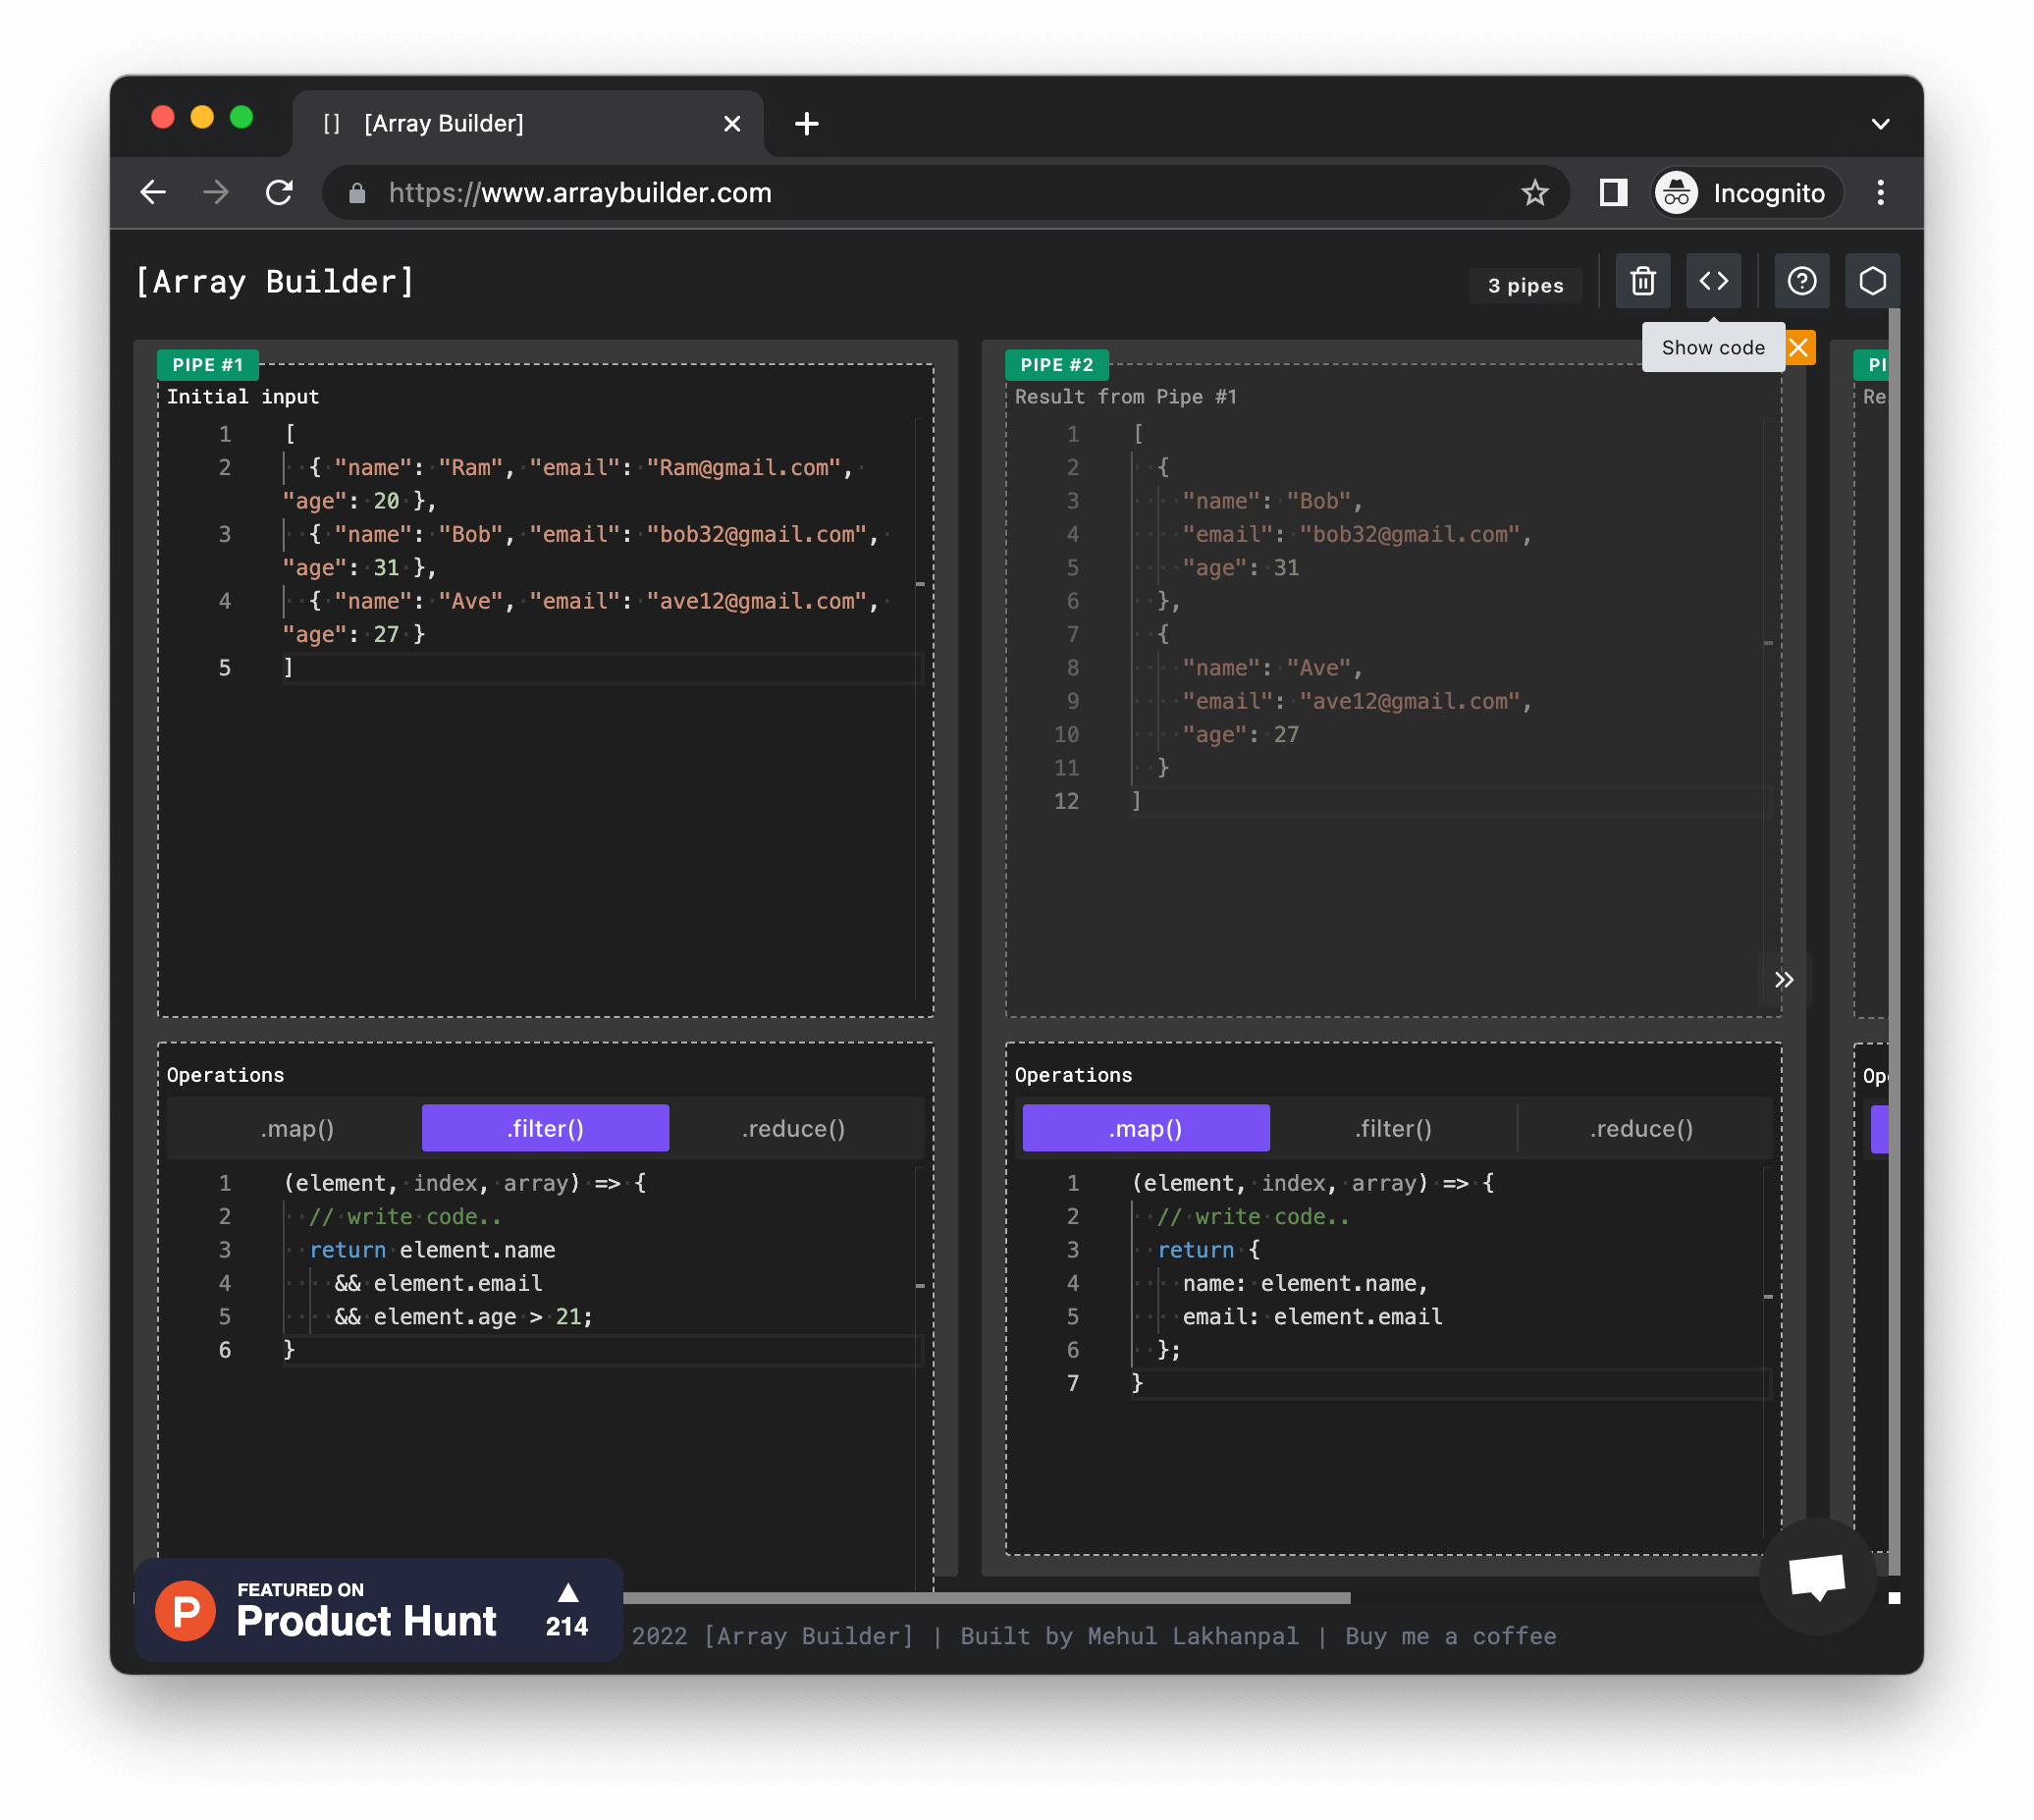 [] [Array Builder]
https://www.arraybuilder.com
Incognito
[Array Builder]
3 pipes
Show code
PIPE #1
Initial input
1 [
2 { "name": "Ram", "email": "Ram@gmail.com",
"age": 20 },
3 { "name": "Bob", "email": "bob32@gmail.com",
"age": 31 },
4 { "name": "Ave", "email": "ave12@gmail.com",
"age": 27 }
5 ]
Operations
.map() .filter() .reduce()
1 (element, index, array) => {
2 // write code..
3 return element.name
4 && element.email
5 && element.age > 21;
6 }
PIPE #2
Result from Pipe #1
1 [
2 {
3 "name": "Bob",
4 "email": "bob32@gmail.com",
5 "age": 31
6 },
7 {
8 "name": "Ave",
9 "email": "ave12@gmail.com",
10 "age": 27
11 }
12 ]
Operations
.map() .filter() .reduce()
1 (element, index, array) => {
2 // write code..
3 return {
4 name: element.name,
5 email: element.email
6 };
7 }
PI
Re
Op
FEATURED ON
Product Hunt
214
2022 [Array Builder] | Built by Mehul Lakhanpal | Buy me a coffee